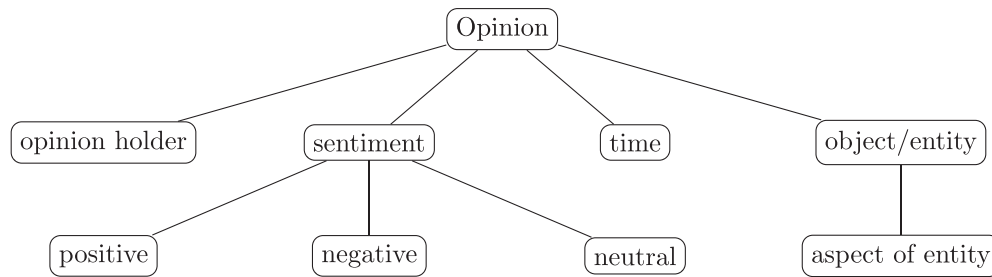 Opinion
opinion holder
sentiment
time
object/entity
positive
negative
neutral
aspect of entity